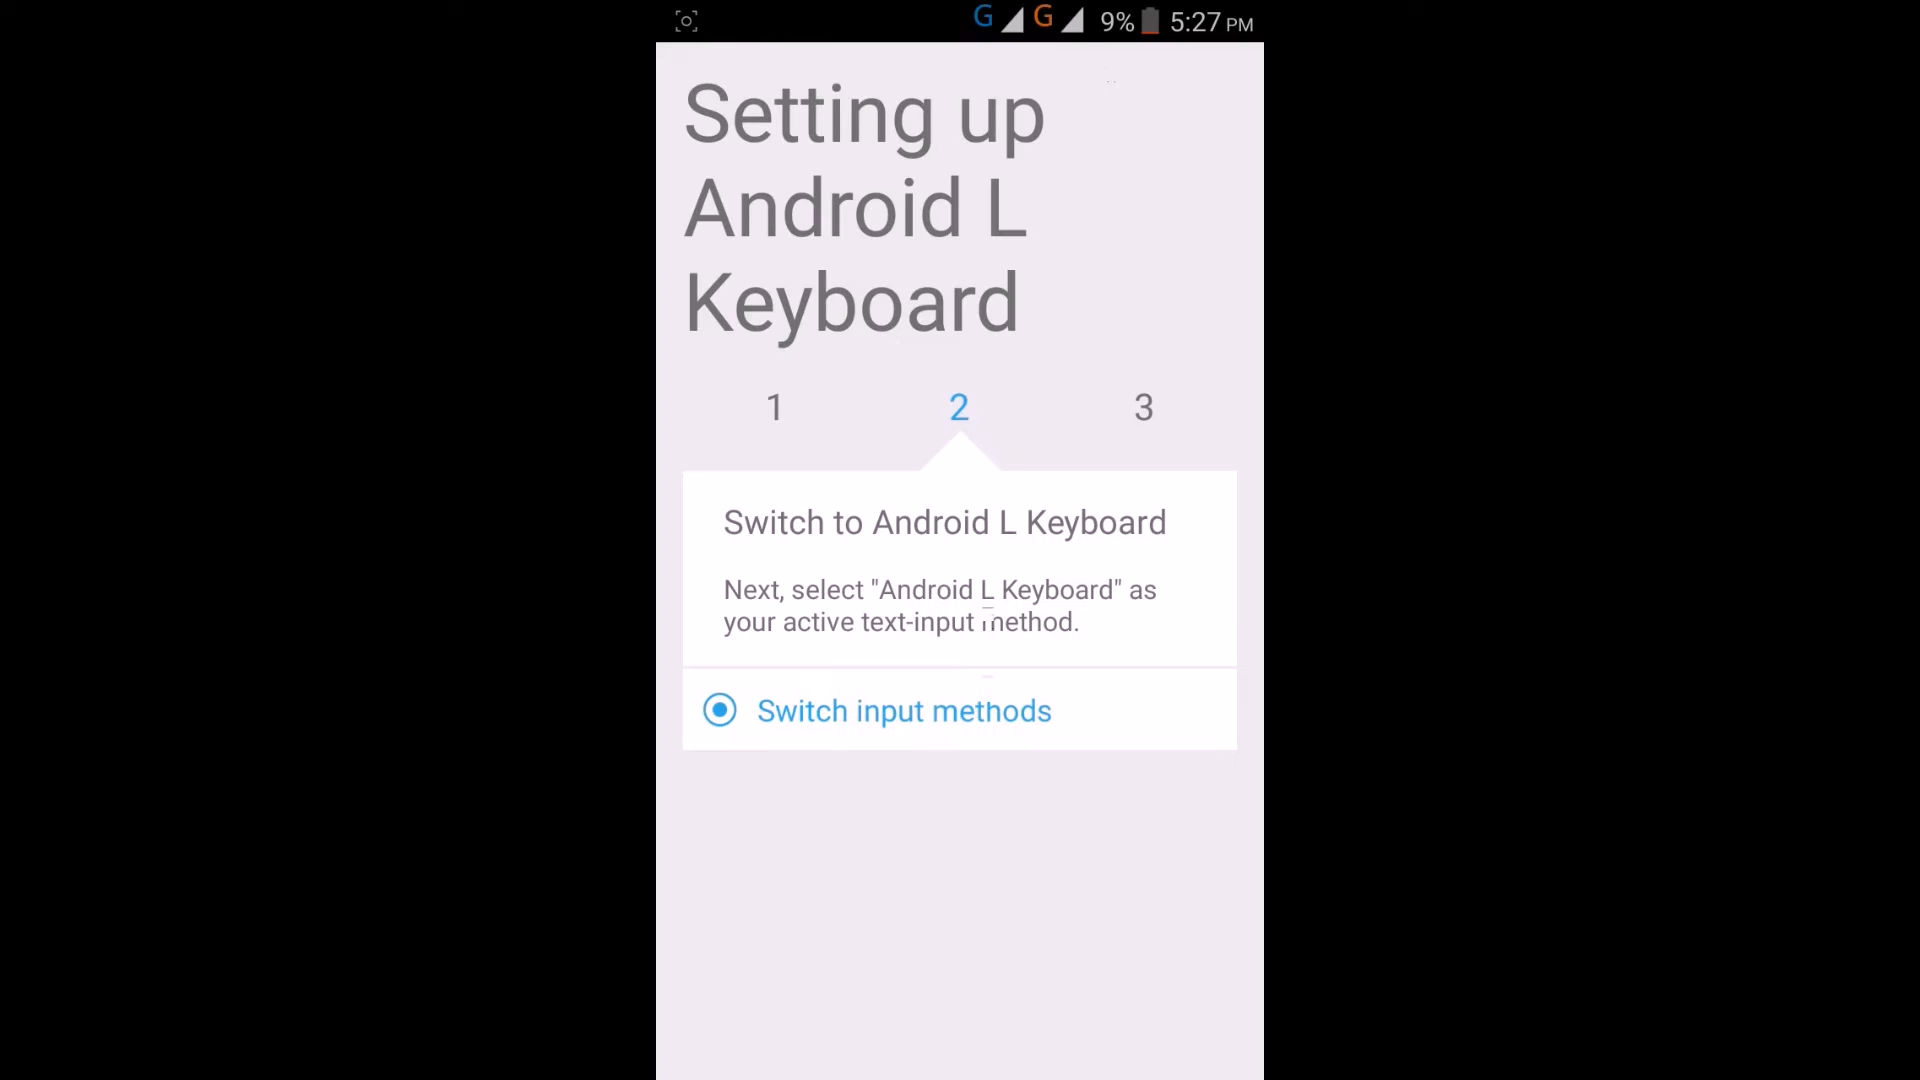 G G 9% 5:27 PM
Setting up
Android L
Keyboard
1 2 3
Switch to Android L Keyboard
Next, select "Android L Keyboard" as
your active text-input method.
Switch input methods